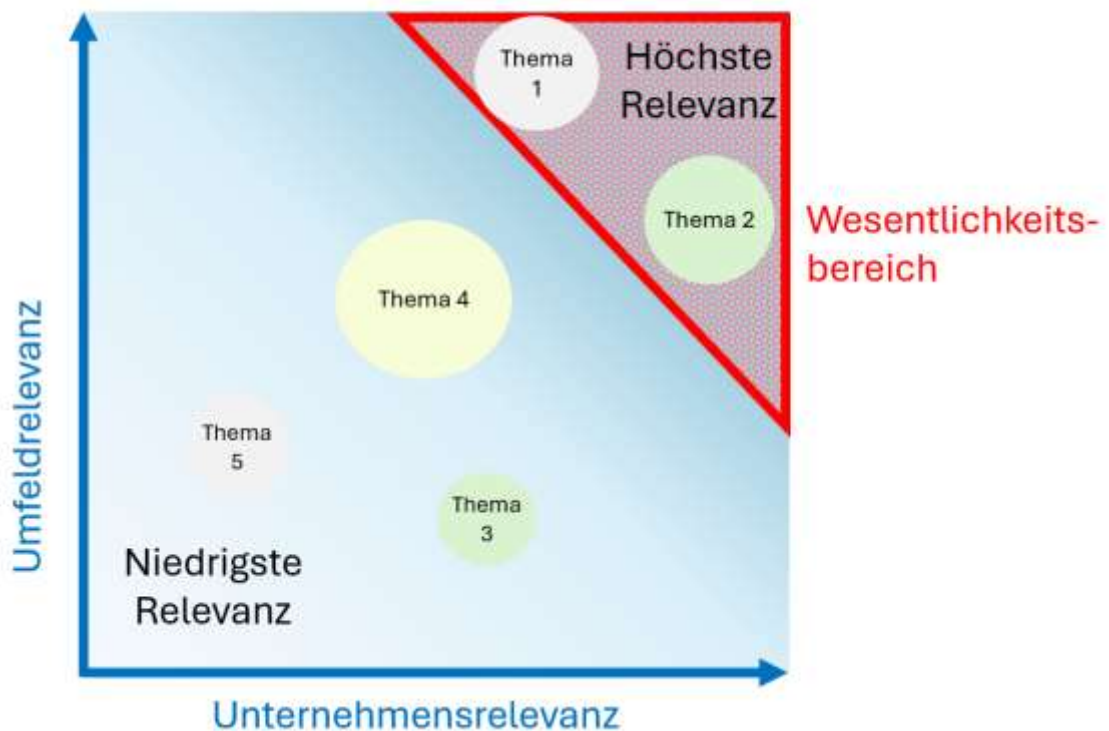 Thema
1
Höchste
Relevanz
Thema 2
Wesentlichkeits-
bereich
Thema 4
Thema
5
Thema
3
Niedrigste
Relevanz
Umfeldrelevanz
Unternehmensrelevanz